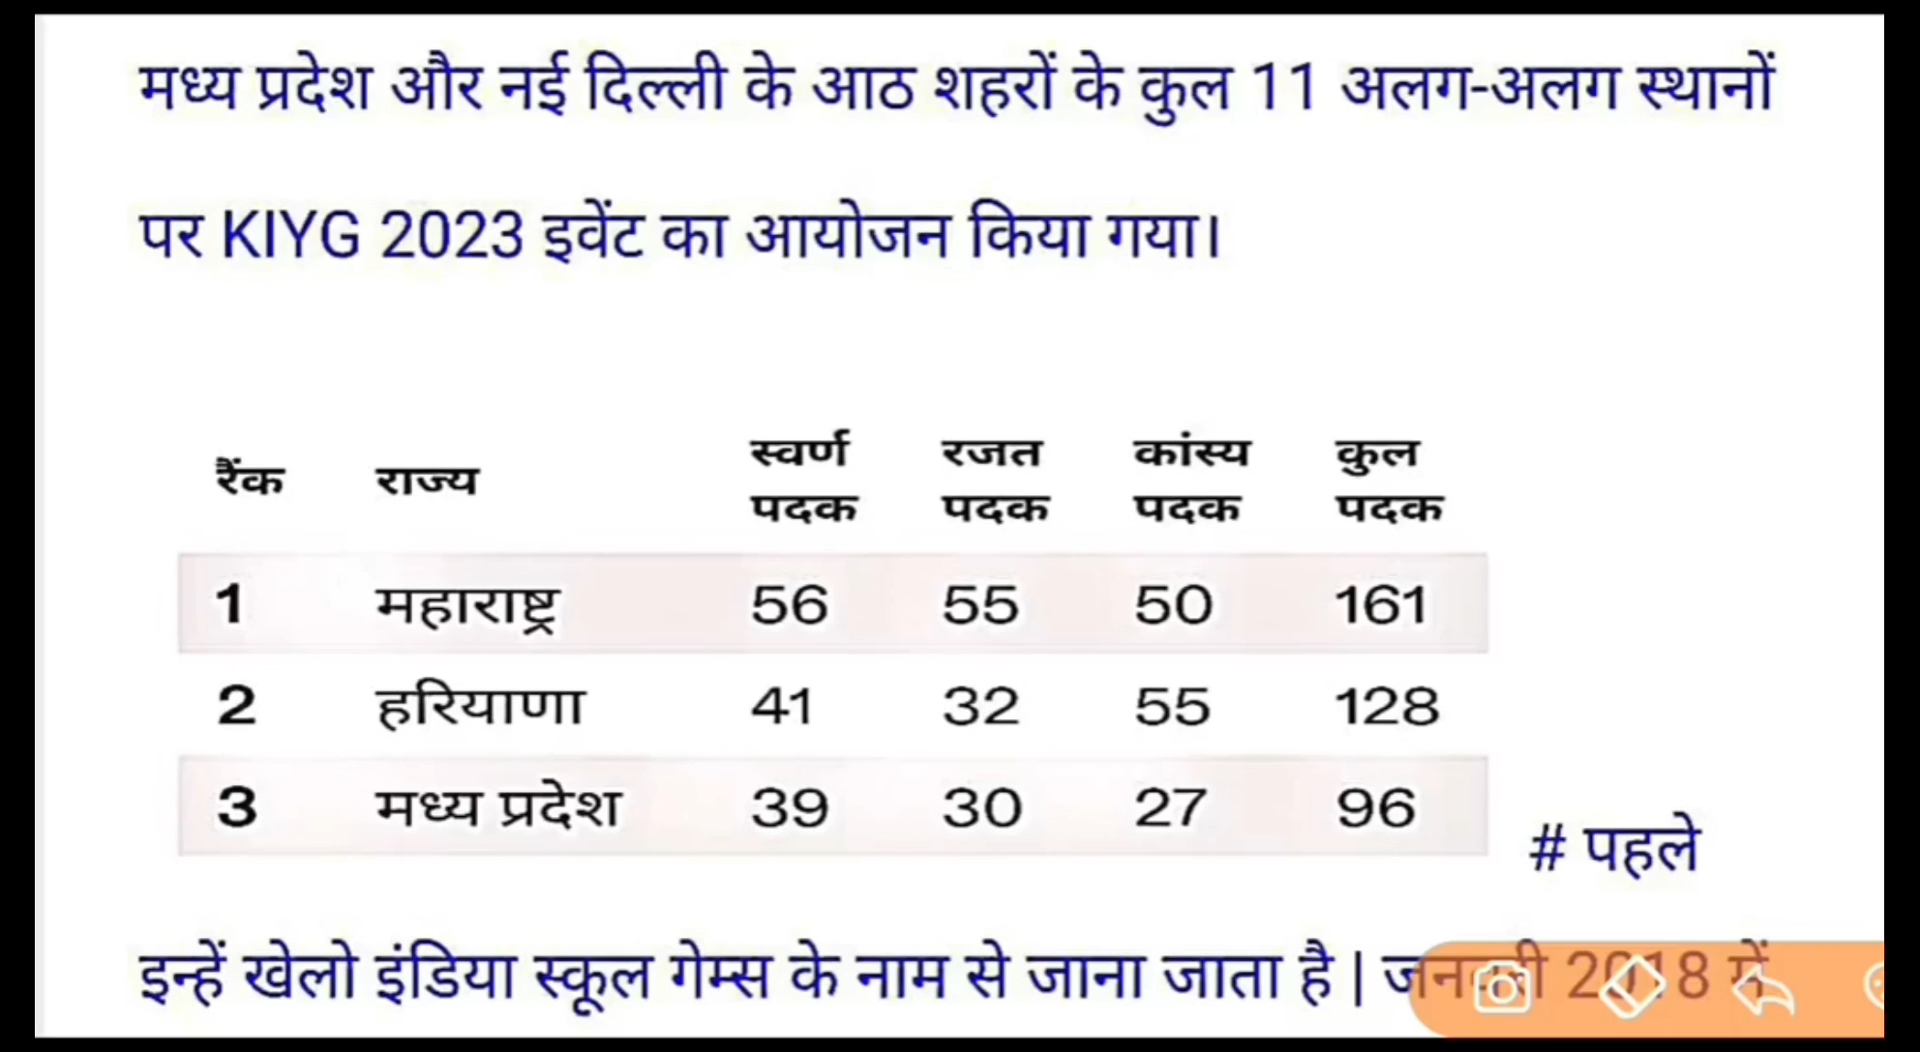 मध्य प्रदेश और नई दिल्ली के आठ शहरों के कुल 11 अलग-अलग स्थानों
पर KIYG 2023 इवेंट का आयोजन किया गया।
रैंक राज्य स्वर्ण पदक रजत पदक कांस्य पदक कुल पदक
1 महाराष्ट्र 56 55 50 161
2 हरियाणा 41 32 55 128
3 मध्य प्रदेश 39 30 27 96
# पहले
इन्हें खेलो इंडिया स्कूल गेम्स के नाम से जाना जाता है | जनवरी 2018 में